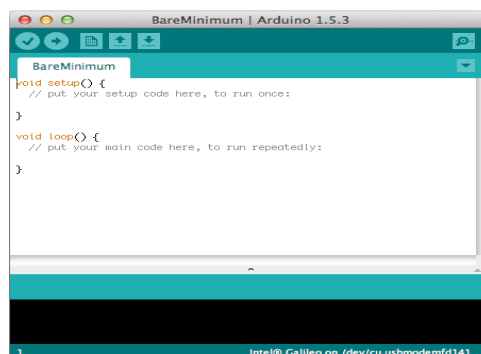 BareMinimum | Arduino 1.5.3
BareMinimum
void setup() {
  // put your setup code here, to run once:
}
void loop() {
  // put your main code here, to run repeatedly:
}
1
Intel® Galileo on /dev/cu.usbmodemfd141